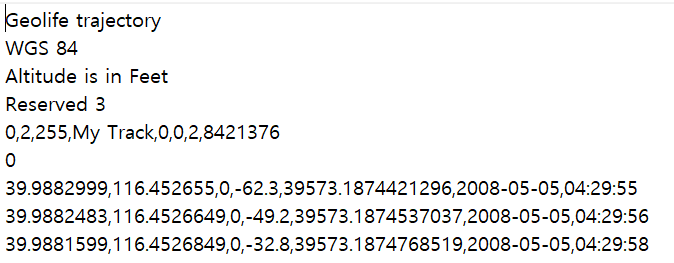 Geolife trajectory
WGS 84
Altitude is in Feet
Reserved 3
0,2,255,My Track,0,0,2,8421376
0
39.9882999,116.452655,0,-62.3,39573.1874421296,2008-05-05,04:29:55
39.9882483,116.4526649,0,-49.2,39573.1874537037,2008-05-05,04:29:56
39.9881599,116.4526849,0,-32.8,39573.1874768519,2008-05-05,04:29:58